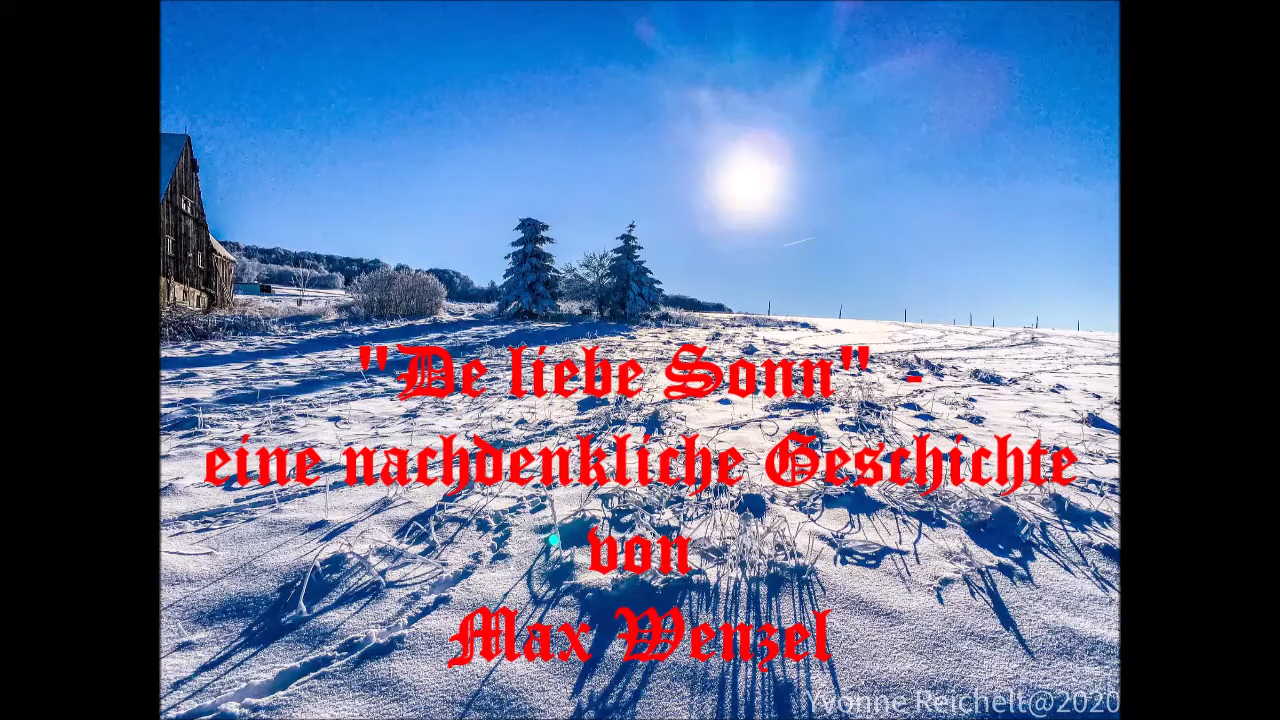 "De liebe Sonn" -
eine nachdenkliche Geschichte
von
Max Wenzel
Yvonne Reichelt@2020